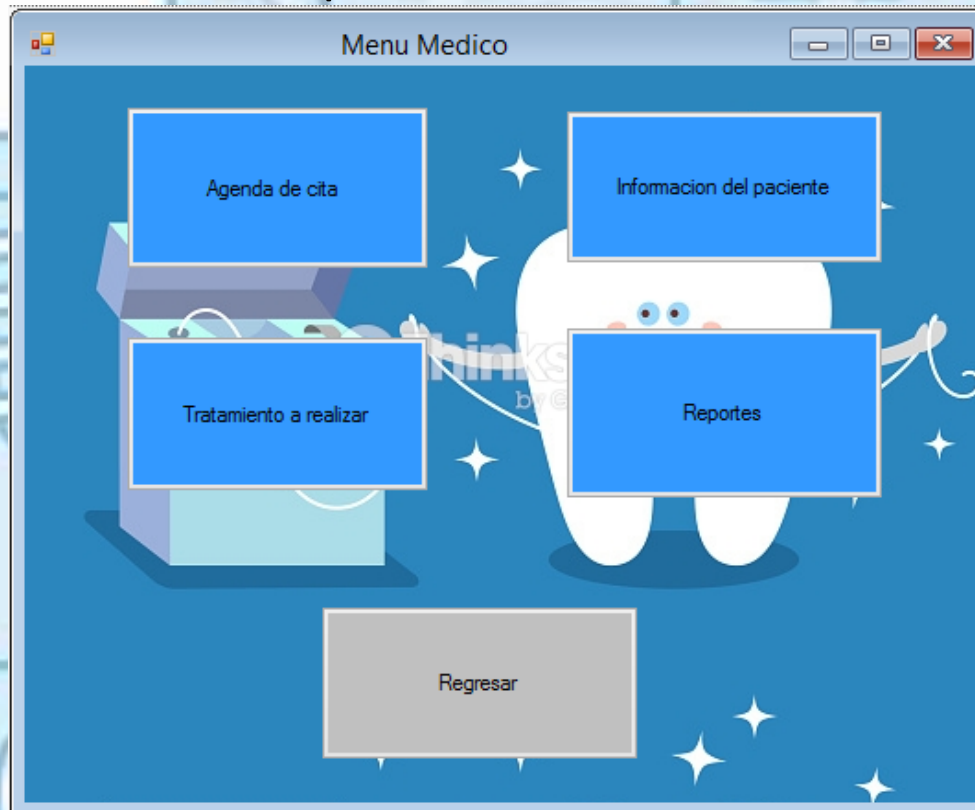 Menu Medico
Agenda de cita
Informacion del paciente
Tratamiento a realizar
Reportes
Regresar